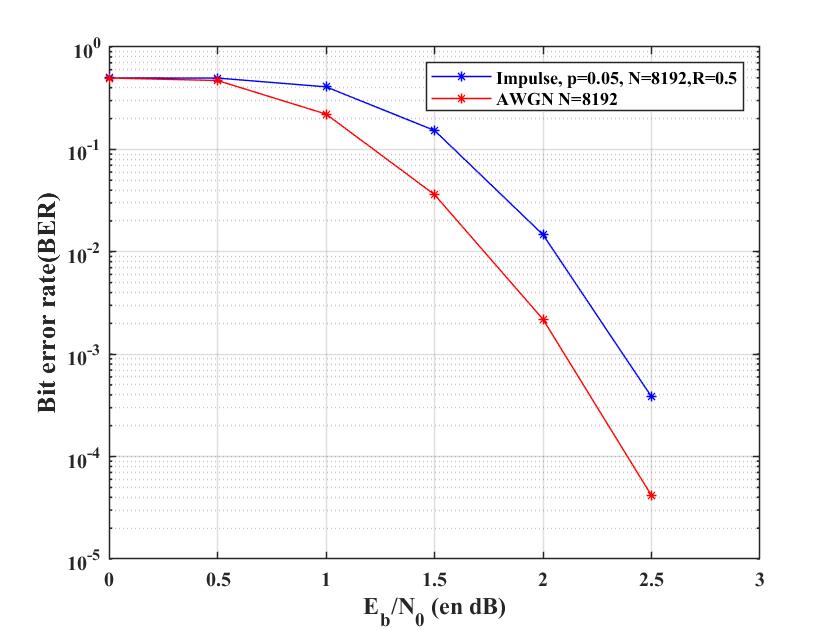 Impulse, p=0.05, N=8192,R=0.5
AWGN N=8192
10^0
10^-1
10^-2
10^-3
10^-4
10^-5
Bit error rate(BER)
0 0.5 1 1.5 2 2.5 3
E_b/N_0 (en dB)